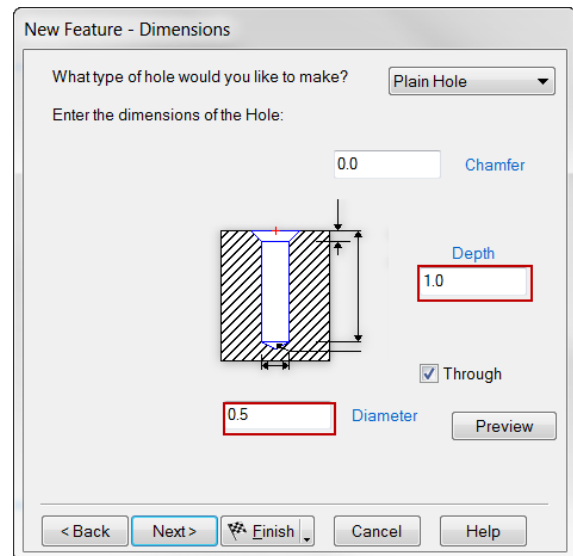 New Feature - Dimensions
What type of hole would you like to make?
Plain Hole
Enter the dimensions of the Hole:
0.0
Chamfer
Depth
1.0
Through
0.5
Diameter
Preview
< Back
Next >
Finish
Cancel
Help